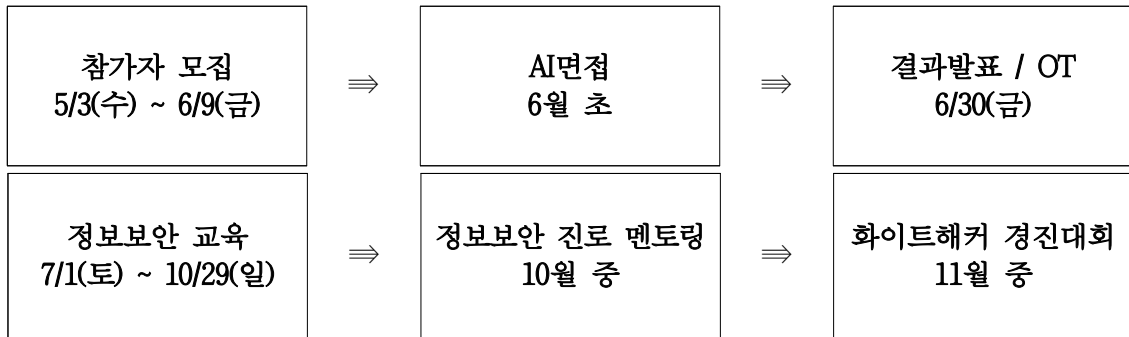 참가자 모집
5/3(수) ~ 6/9(금)
⇒
AI면접
6월 초
⇒
결과발표 / OT
6/30(금)
정보보안 교육
7/1(토) ~ 10/29(일)
⇒
정보보안 진로 멘토링
10월 중
⇒
화이트해커 경진대회
11월 중